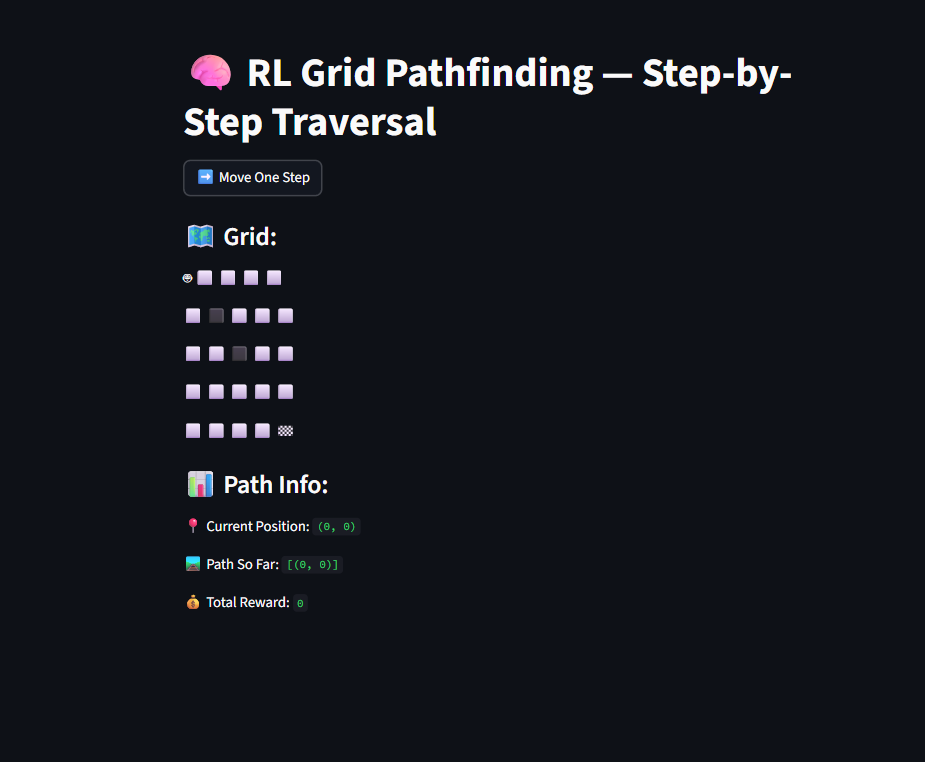 RL Grid Pathfinding — Step-by-
Step Traversal
Move One Step
Grid:
Path Info:
Current Position: (0, 0)
Path So Far: [(0, 0)]
Total Reward: 0